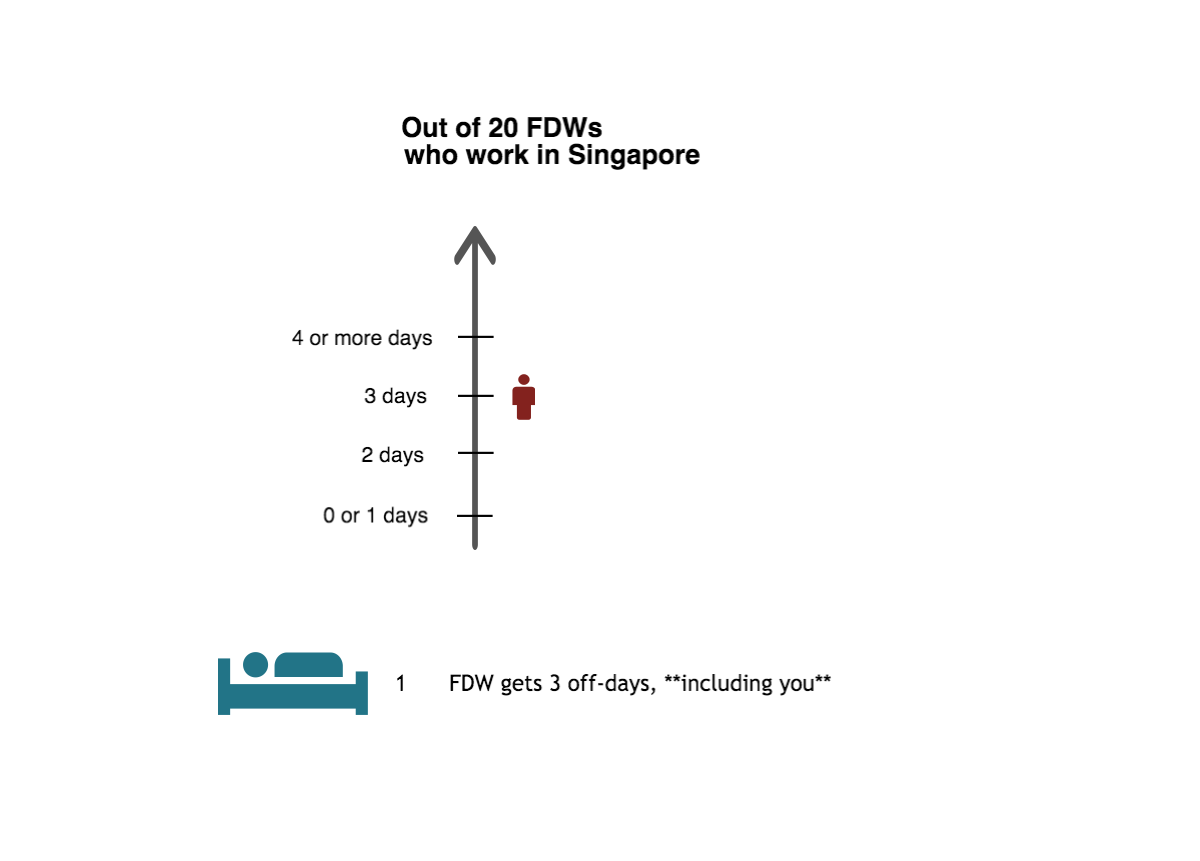 Out of 20 FDWs
who work in Singapore
4 or more days
3 days
2 days
0 or 1 days
1 FDW gets 3 off-days, **including you**